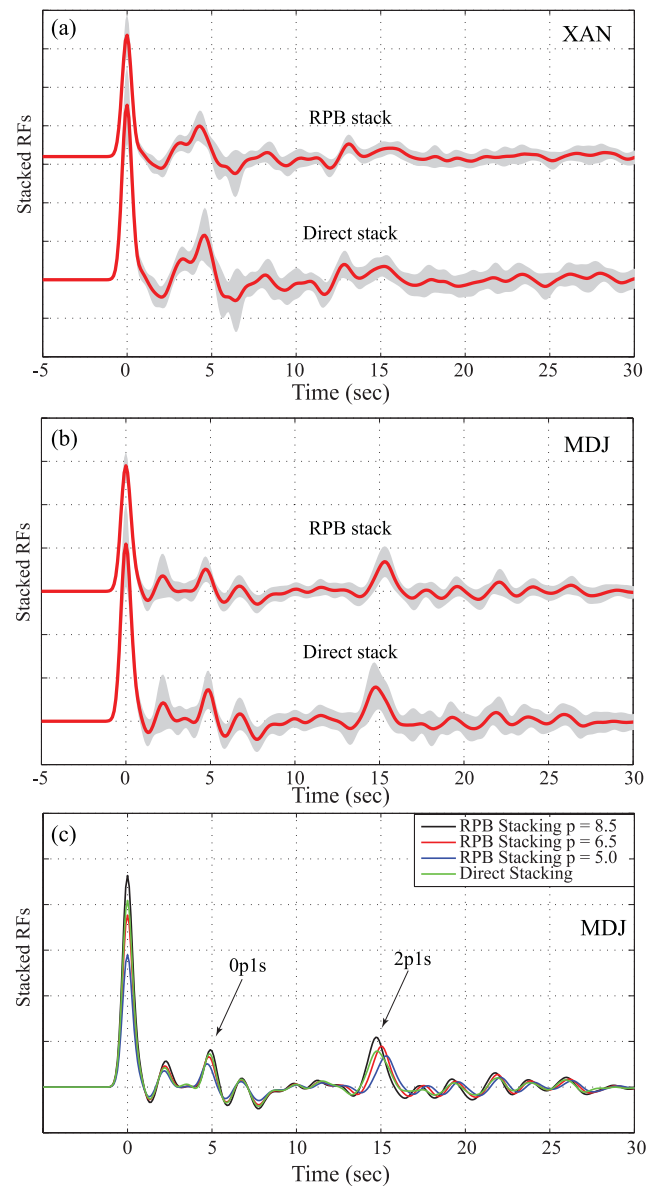 (a)
XAN
RPB stack
Direct stack
Stacked RFs
-5 0 5 10 15 20 25 30
Time (sec)
(b)
MDJ
RPB stack
Direct stack
Stacked RFs
-5 0 5 10 15 20 25 30
Time (sec)
(c)
RPB Stacking p = 8.5
RPB Stacking p = 6.5
RPB Stacking p = 5.0
Direct Stacking
MDJ
0p1s
2p1s
Stacked RFs
0 5 10 15 20 25 30
Time (sec)